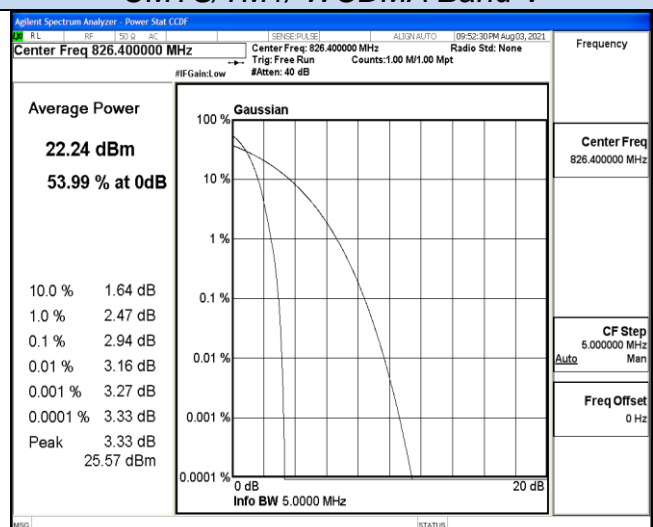 Agilent Spectrum Analyzer - Power Stat CCDF
RL RF 50 Ω AC SENSE:PULSE ALIGN AUTO 09:52:30 PM Aug 03, 2021
Center Freq 826.400000 MHz
Center Freq: 826.400000 MHz Radio Std: None
Trig: Free Run Counts:1.00 M/1.00 Mpt
#IFGain:Low #Atten: 40 dB
Frequency
Average Power
22.24 dBm
53.99 % at 0dB
10.0 % 1.64 dB
1.0 % 2.47 dB
0.1 % 2.94 dB
0.01 % 3.16 dB
0.001 % 3.27 dB
0.0001 % 3.33 dB
Peak 3.33 dB
25.57 dBm
Gaussian
100 %
10 %
1 %
0.1 %
0.01 %
0.001 %
0.0001 %
0 dB 20 dB
Info BW 5.0000 MHz
Center Freq
826.400000 MHz
CF Step
5.000000 MHz
Auto Man
Freq Offset
0 Hz
MSG STATUS